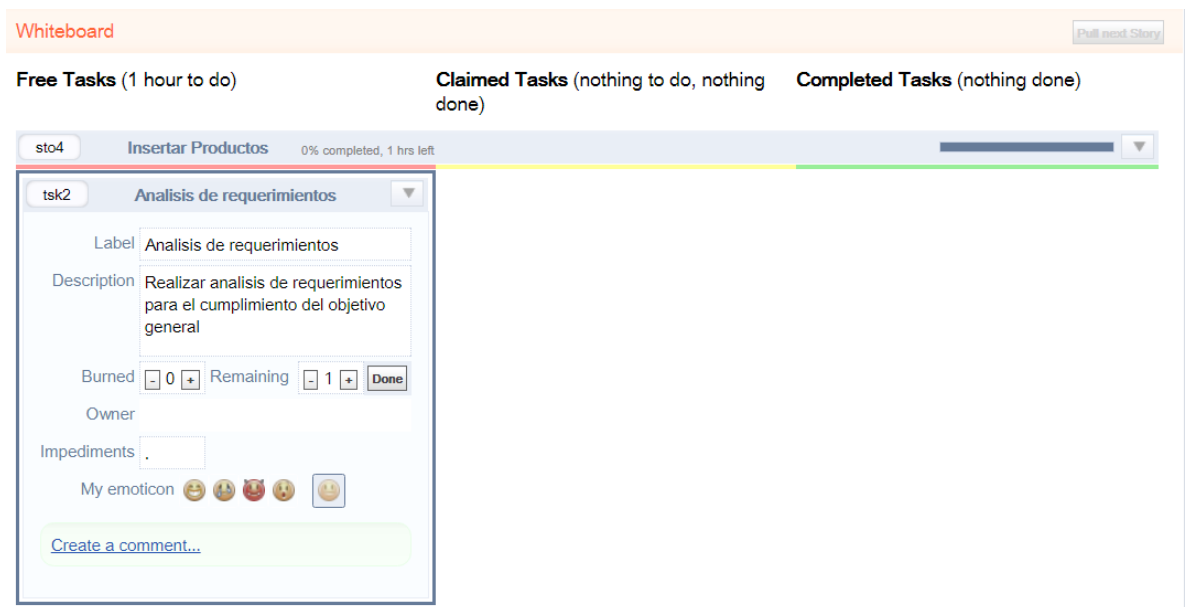 Whiteboard
Pull next Story
Free Tasks (1 hour to do)
Claimed Tasks (nothing to do, nothing
done)
Completed Tasks (nothing done)
sto4
Insertar Productos
0% completed, 1 hrs left
tsk2
Analisis de requerimientos
Label
Analisis de requerimientos
Description
Realizar analisis de requerimientos
para el cumplimiento del objetivo
general
Burned - 0 + Remaining - 1 + Done
Owner
Impediments .
My emoticon
Create a comment...